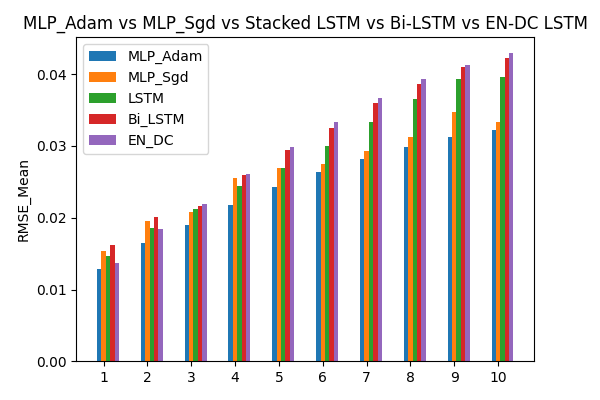 MLP_Adam vs MLP_Sgd vs Stacked LSTM vs Bi-LSTM vs EN-DC LSTM
MLP_Adam
MLP_Sgd
LSTM
Bi_LSTM
EN_DC
RMSE_Mean
0.04
0.03
0.02
0.01
0.00
1 2 3 4 5 6 7 8 9 10